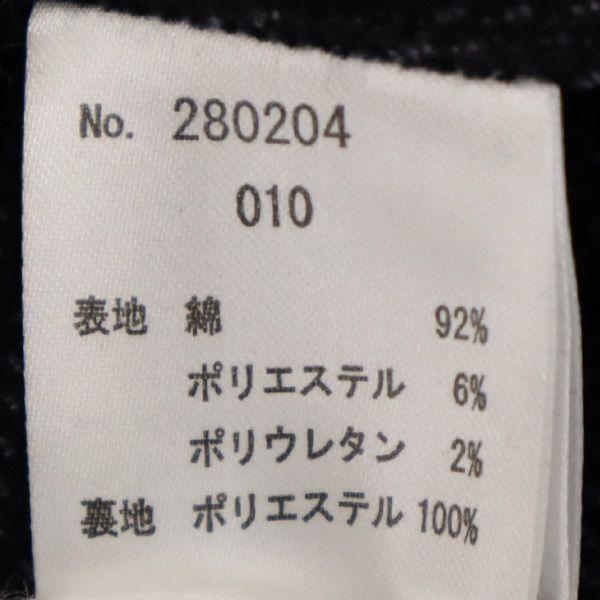 No. 280204
010
表地 綿 92%
ポリエステル 6%
ポリウレタン 2%
裏地 ポリエステル 100%